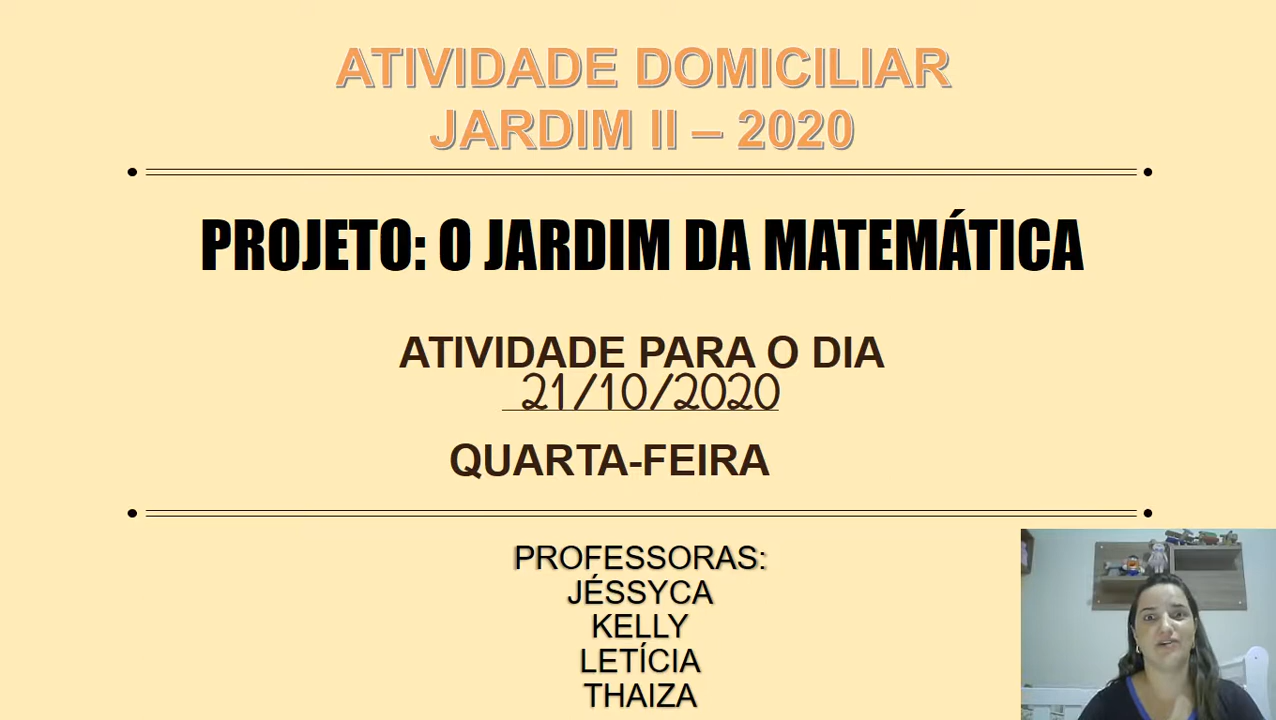 ATIVIDADE DOMICILIAR
JARDIM II – 2020
PROJETO: O JARDIM DA MATEMÁTICA
ATIVIDADE PARA O DIA
21/10/2020
QUARTA-FEIRA
PROFESSORAS:
JÉSSYCA
KELLY
LETÍCIA
THAIZA